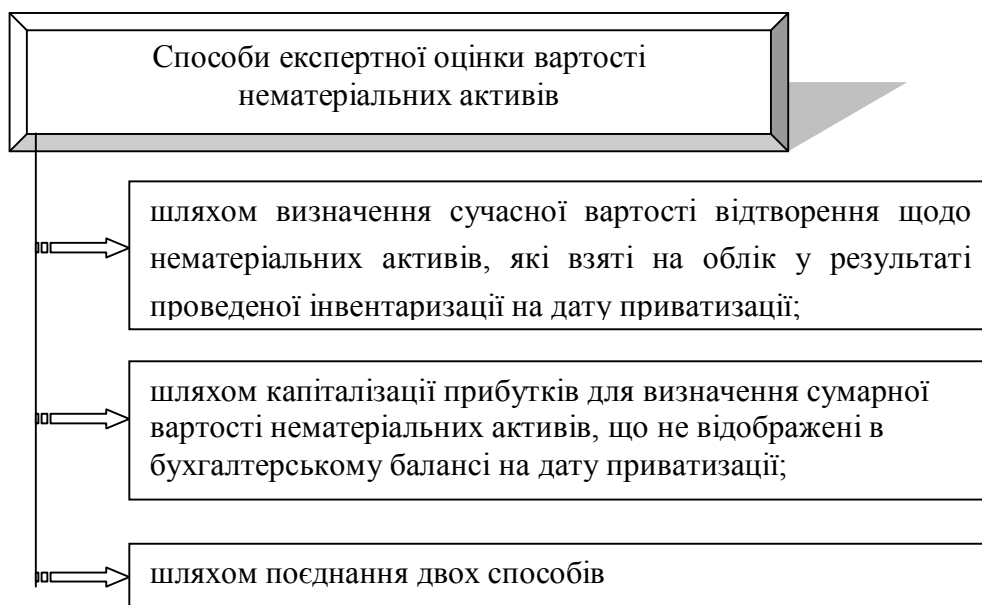 Способи експертної оцінки вартості
нематеріальних активів
шляхом визначення сучасної вартості відтворення щодо
нематеріальних активів, які взяті на облік у результаті
проведеної інвентаризації на дату приватизації;
шляхом капіталізації прибутків для визначення сумарної
вартості нематеріальних активів, що не відображені в
бухгалтерському балансі на дату приватизації;
шляхом поєднання двох способів